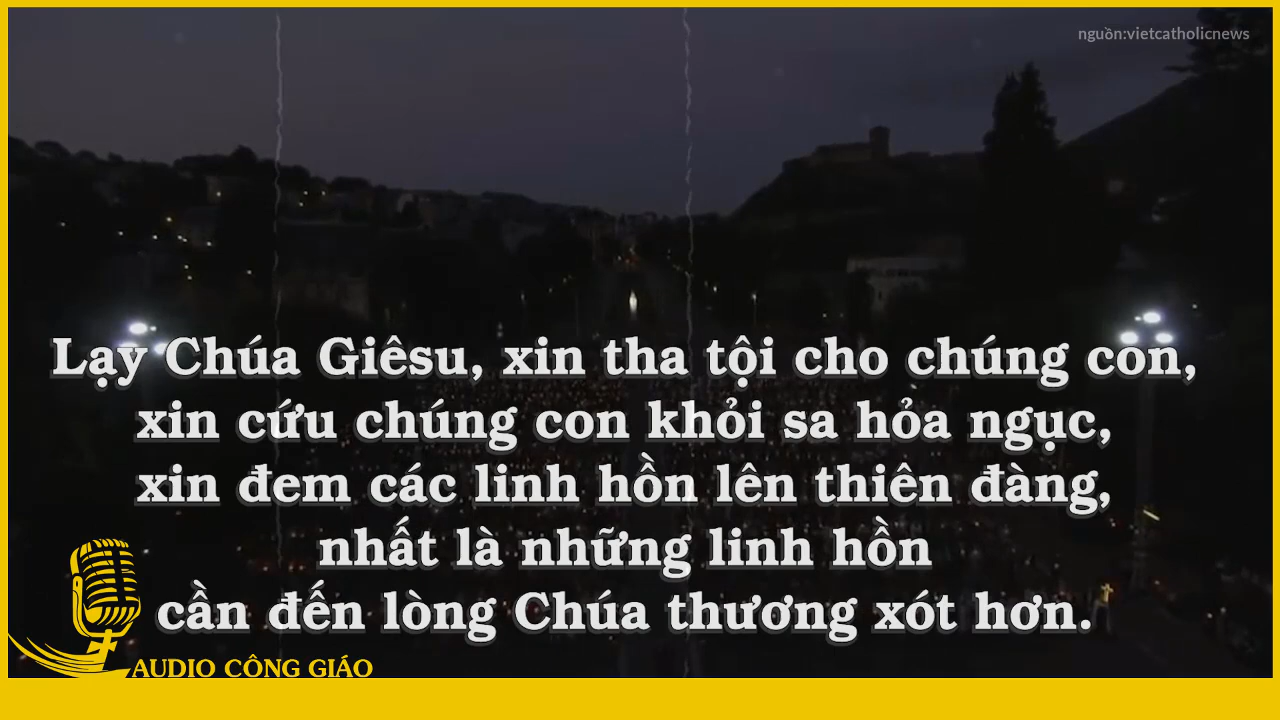 nguồn:vietcatholicnews
Lạy Chúa Giêsu, xin tha tội cho chúng con,
xin cứu chúng con khỏi sa hỏa ngục,
xin đem các linh hồn lên thiên đàng,
nhất là những linh hồn
cần đến lòng Chúa thương xót hơn.
AUDIO CÔNG GIÁO